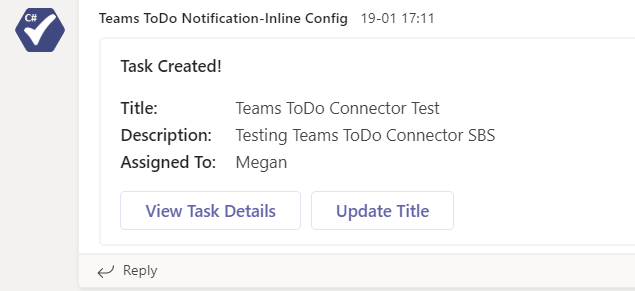 C#
Teams ToDo Notification-Inline Config 19-01 17:11
Task Created!
Title: Teams ToDo Connector Test
Description: Testing Teams ToDo Connector SBS
Assigned To: Megan
View Task Details Update Title
Reply